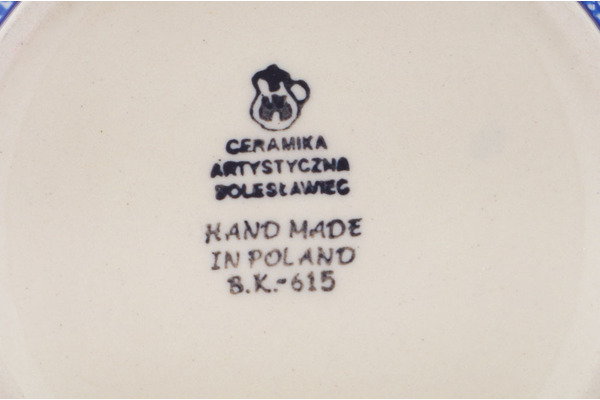 CERAMIKA
ARTYSTYCZNA
BOLESŁAWIEC
HAND MADE
IN POLAND
B.K.-615